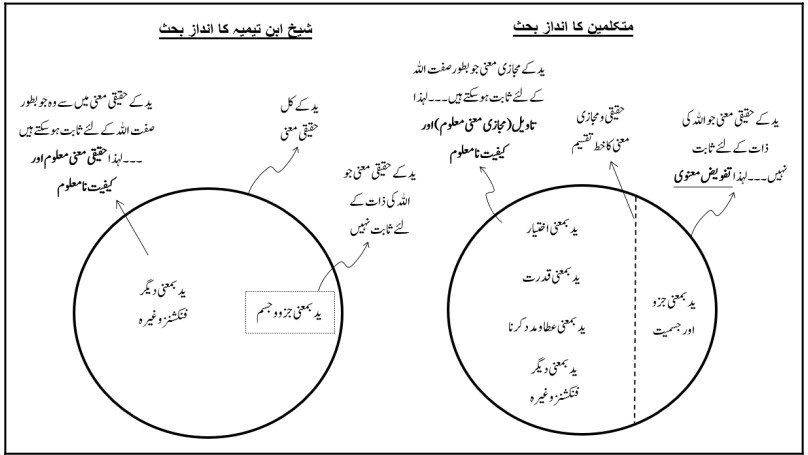 متکلمین کا انداز بحث
ید کے حقیقی معنی جو اللہ کی
ذات کے لئے ثابت
نہیں۔۔۔لہذا تفویض معنوی
حقیقی و مجازی
معنی کا خط تقسیم
ید کے مجازی معنی جو بطور صفت اللہ
کے لئے ثابت ہو سکتے ہیں۔۔۔لہذا
تاویل (مجازی معنی معلوم) اور
کیفیت نامعلوم
ید بمعنی جزو
اور جسمیت
ید بمعنی اختیار
ید بمعنی قدرت
ید بمعنی عطا و مدد کرنا
ید بمعنی دیگر
فنکشنز وغیرہ
شیخ ابن تیمیہ کا انداز بحث
ید کے کل
حقیقی معنی
ید کے حقیقی معنی جو
اللہ کی ذات کے
لئے ثابت نہیں
ید کے حقیقی معنی میں سے وہ جو بطور
صفت اللہ کے لئے ثابت ہو سکتے ہیں
۔۔۔لہذا حقیقی معنی معلوم اور
کیفیت نامعلوم
ید بمعنی جزو و جسم
ید بمعنی دیگر
فنکشنز وغیرہ